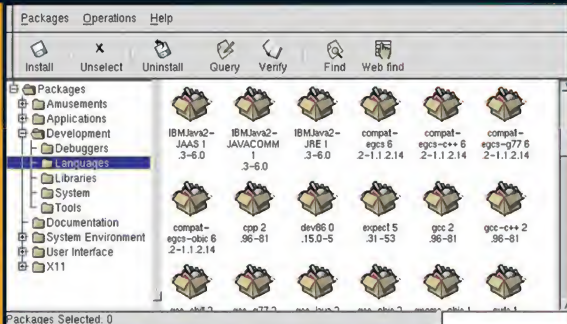 Packages Operations Help
Install Unselect Uninstall Query Verify Find Web find
Packages
Amusements
Applications
Development
Debuggers
Languages
Libraries
System
Tools
Documentation
System Environment
User Interface
X11
IBMJava2-
JAAS 1
.3-6.0
IBMJava2-
JAVACOMM
1
.3-6.0
IBMJava2-
JRE 1
.3-6.0
compat-
egcs 6
.2-1.1.2.14
compat-
egcs-c++ 6
.2-1.1.2.14
compat-
egcs-g77 6
.2-1.1.2.14
compat-
egcs-objc 6
.2-1.1.2.14
cpp 2
.96-81
dev86 0
.15.0-5
expect 5
.31-53
gcc 2
.96-81
gcc-c++ 2
.96-81
Packages Selected: 0